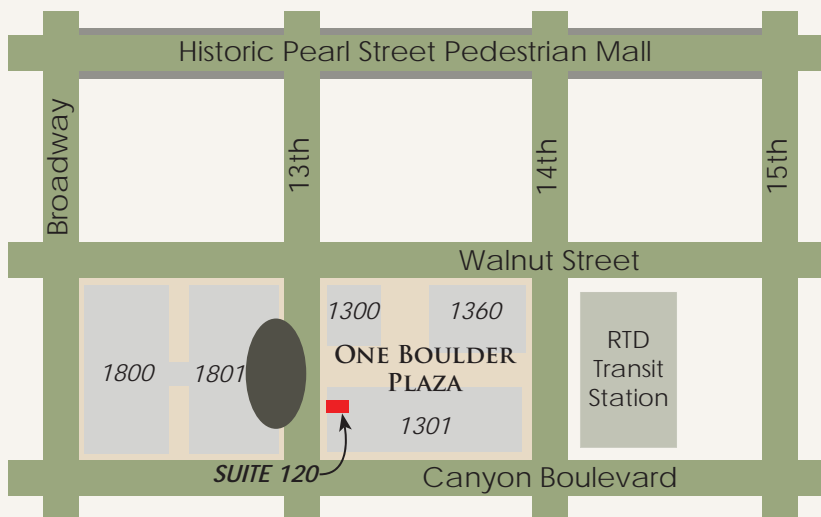 Historic Pearl Street Pedestrian Mall
Broadway
13th
14th
15th
Walnut Street
1800
1801
1300
1360
ONE BOULDER
PLAZA
1301
RTD
Transit
Station
SUITE 120
Canyon Boulevard